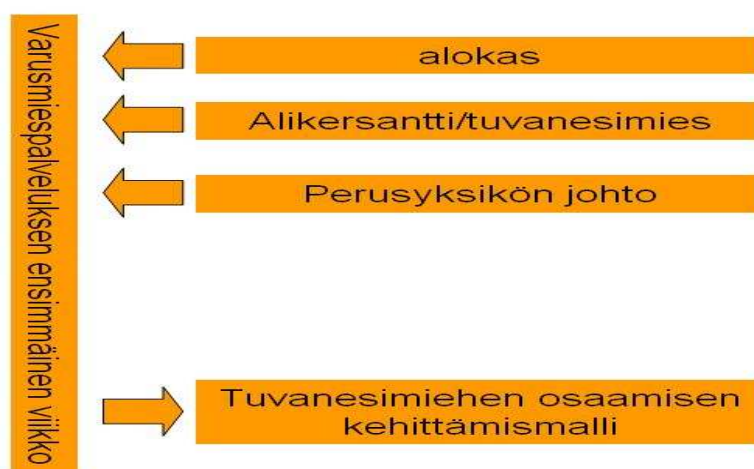 Varusmiespalveluksen ensimmäinen viikko
alokas
Alikersantti/tuvanesimies
Perusyksikön johto
Tuvanesimiehen osaamisen
kehittämismalli